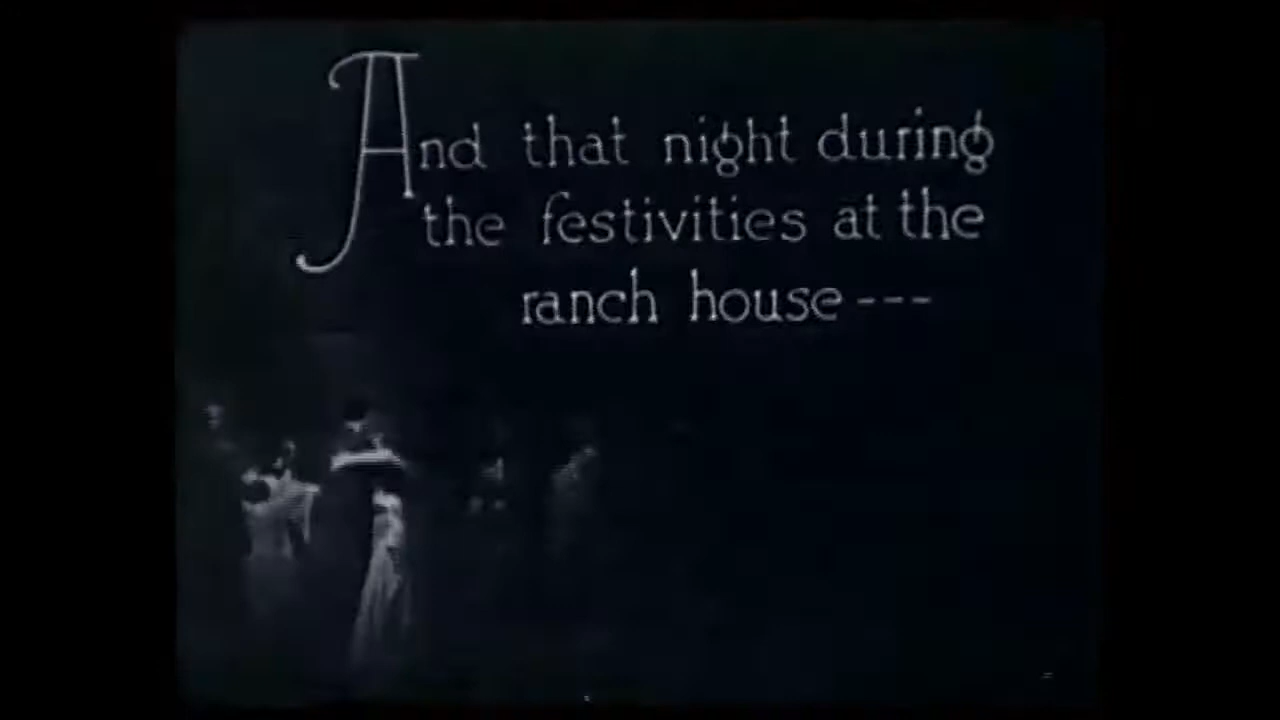 And that night during
the festivities at the
ranch house---